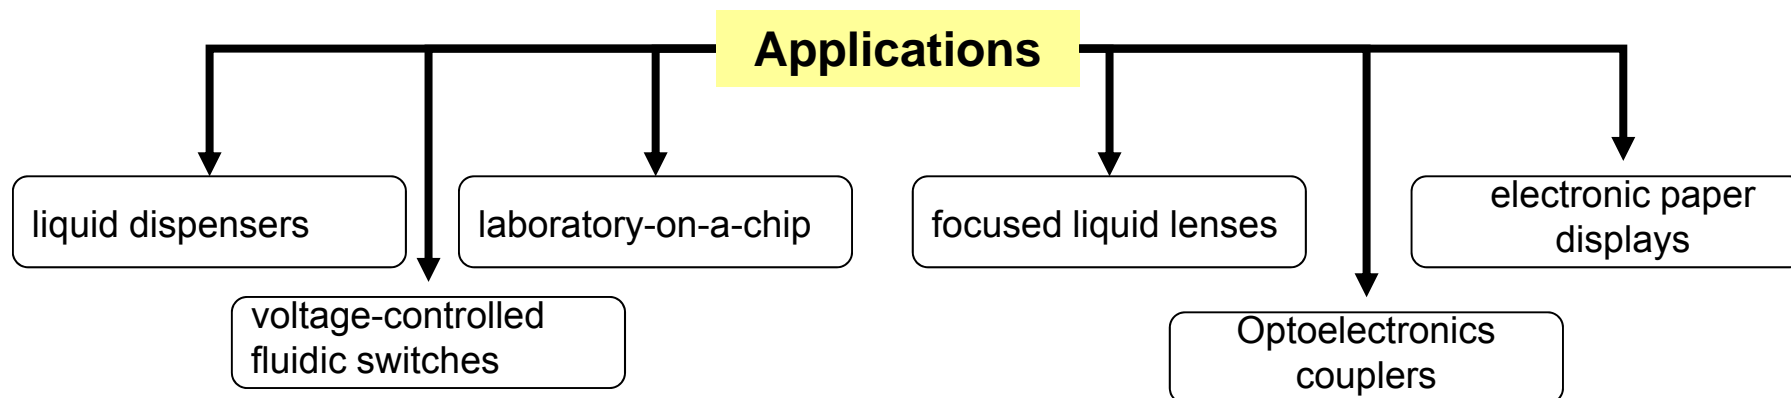 Applications
liquid dispensers
voltage-controlled
fluidic switches
laboratory-on-a-chip
focused liquid lenses
Optoelectronics
couplers
electronic paper
displays